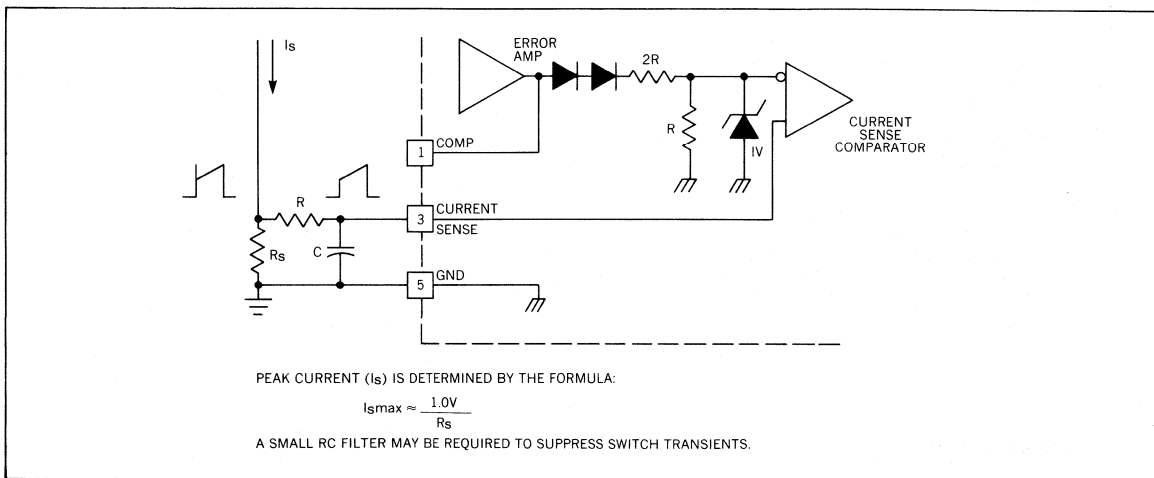 Is
ERROR
AMP
2R
R
1V
CURRENT
SENSE
COMPARATOR
1
COMP
R
3
CURRENT
SENSE
Rs
C
5
GND
PEAK CURRENT (Is) IS DETERMINED BY THE FORMULA:
Ismax ≈ 1.0V
Rs
A SMALL RC FILTER MAY BE REQUIRED TO SUPPRESS SWITCH TRANSIENTS.